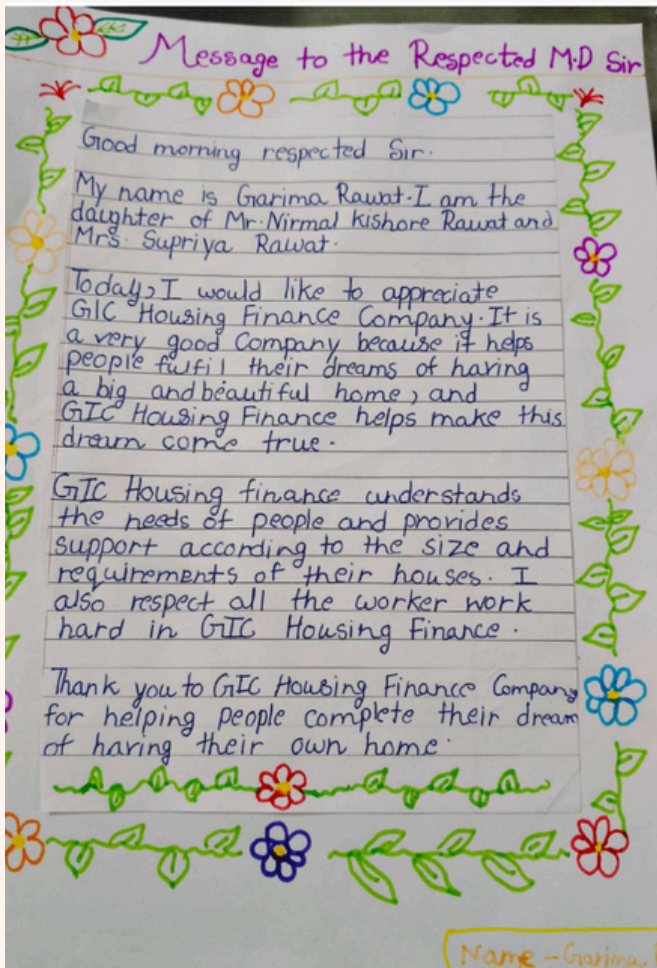 Message to the Respected M.D Sir
Good morning respected Sir.
My name is Garima Rawat. I am the
daughter of Mr. Nirmal Kishore Rawat and
Mrs. Supriya Rawat.
Today, I would like to appreciate
GIC Housing Finance Company. It is
a very good Company because it helps
people fulfil their dreams of having
a big and beautiful home, and
GIC Housing Finance helps make this
dream come true.
GIC Housing finance understands
the needs of people and provides
support according to the size and
requirements of their houses. I
also respect all the worker work
hard in GIC Housing Finance.
Thank you to GIC Housing Finance Company
for helping people complete their dream
of having their own home.
Name - Garima